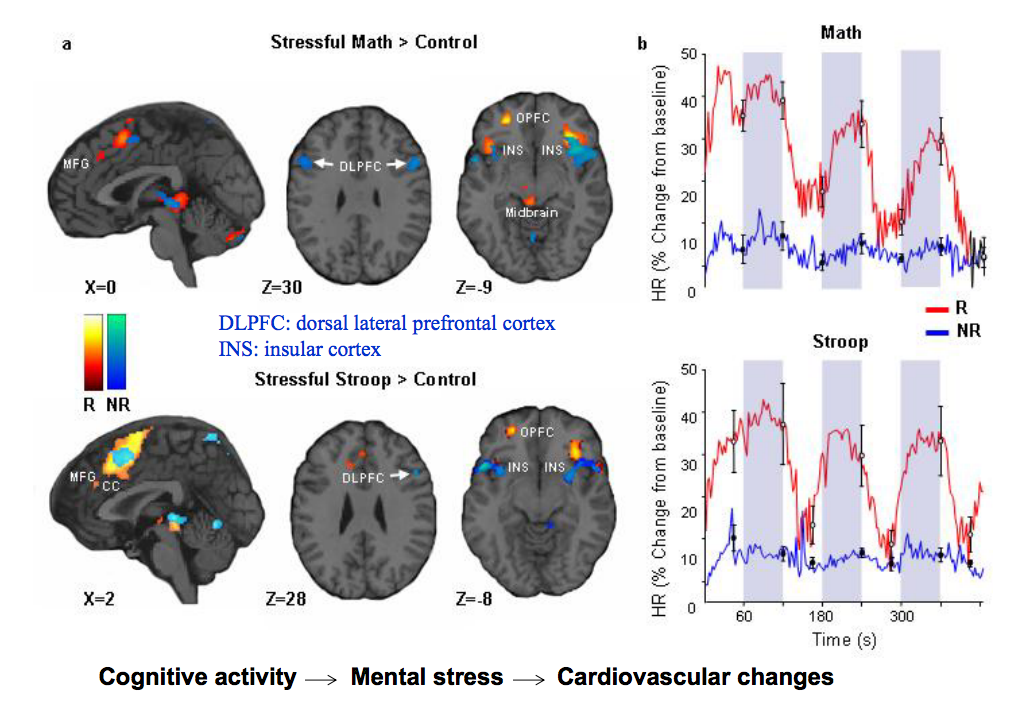 a
Stressful Math > Control
MFG
DLPFC
OPFC
INS INS
Midbrain
X=0 Z=30 Z=-9
DLPFC: dorsal lateral prefrontal cortex
INS: insular cortex
R NR
Stressful Stroop > Control
MFG
CC
DLPFC
OPFC
INS INS
X=2 Z=28 Z=-8
b
Math
HR (% Change from baseline)
50
40
30
20
10
0
R
NR
Stroop
HR (% Change from baseline)
50
40
30
20
10
0
60 180 300
Time (s)
Cognitive activity → Mental stress → Cardiovascular changes